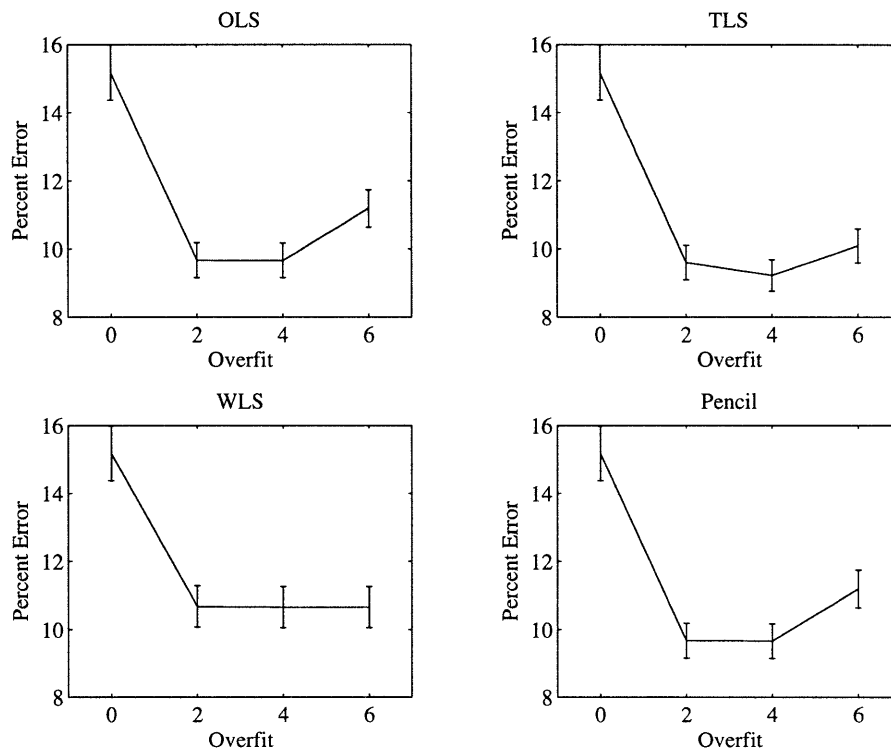 OLS
16
14
12
10
8
Percent Error
0 2 4 6
Overfit
TLS
16
14
12
10
8
Percent Error
0 2 4 6
Overfit
WLS
16
14
12
10
8
Percent Error
0 2 4 6
Overfit
Pencil
16
14
12
10
8
Percent Error
0 2 4 6
Overfit